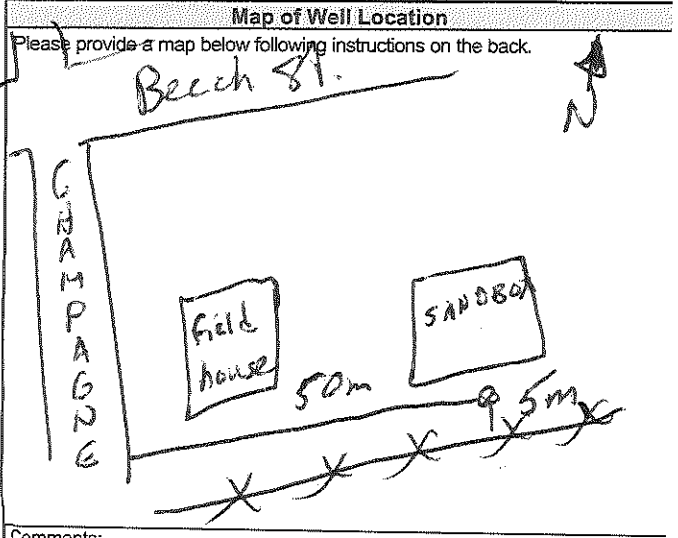 Map of Well Location
Please provide a map below following instructions on the back.
Beech St.
N
CHAMPAGNE
field
house
SANDBOX
50m
5m
Comments: